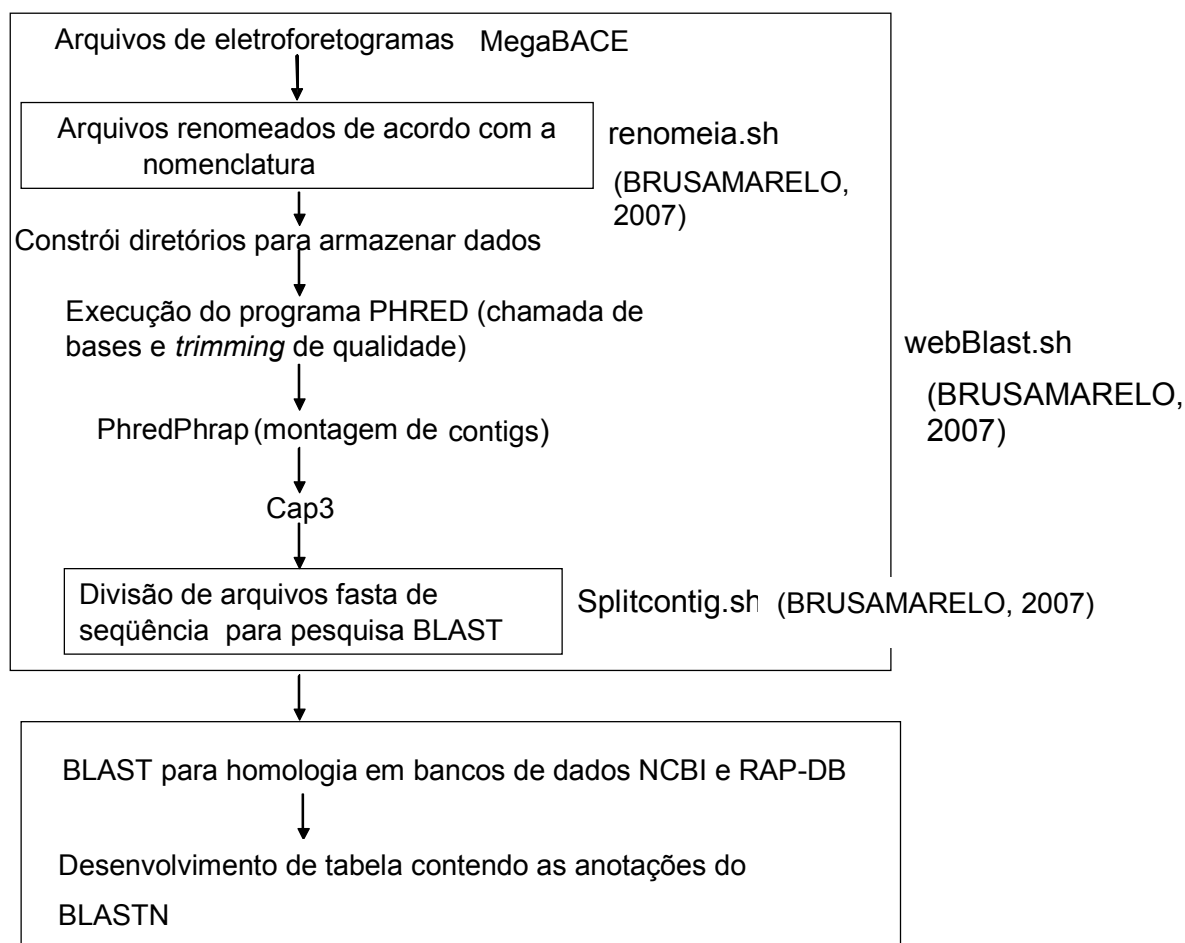 Arquivos de eletroforetogramas MegaBACE
Arquivos renomeados de acordo com a
nomenclatura
renomeia.sh
(BRUSAMARELO,
2007)
Constrói diretórios para armazenar dados
Execução do programa PHRED (chamada de
bases e trimming de qualidade)
webBlast.sh
(BRUSAMARELO,
2007)
PhredPhrap (montagem de contigs)
Cap3
Divisão de arquivos fasta de
seqüência para pesquisa BLAST
Splitcontig.sh (BRUSAMARELO, 2007)
BLAST para homologia em bancos de dados NCBI e RAP-DB
Desenvolvimento de tabela contendo as anotações do
BLASTN